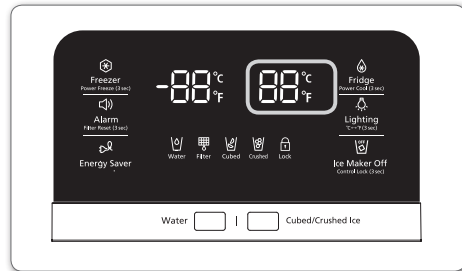 Freezer
Power Freeze (3 sec)
Alarm
Filter Reset (3 sec)
Energy Saver
-88 °C °F
88 °C °F
Fridge
Power Cool (3 sec)
Lighting
°C↔°F (3 sec)
OFF
Ice Maker Off
Control Lock (3 sec)
Water Filter Cubed Crushed Lock
Water | Cubed/Crushed Ice